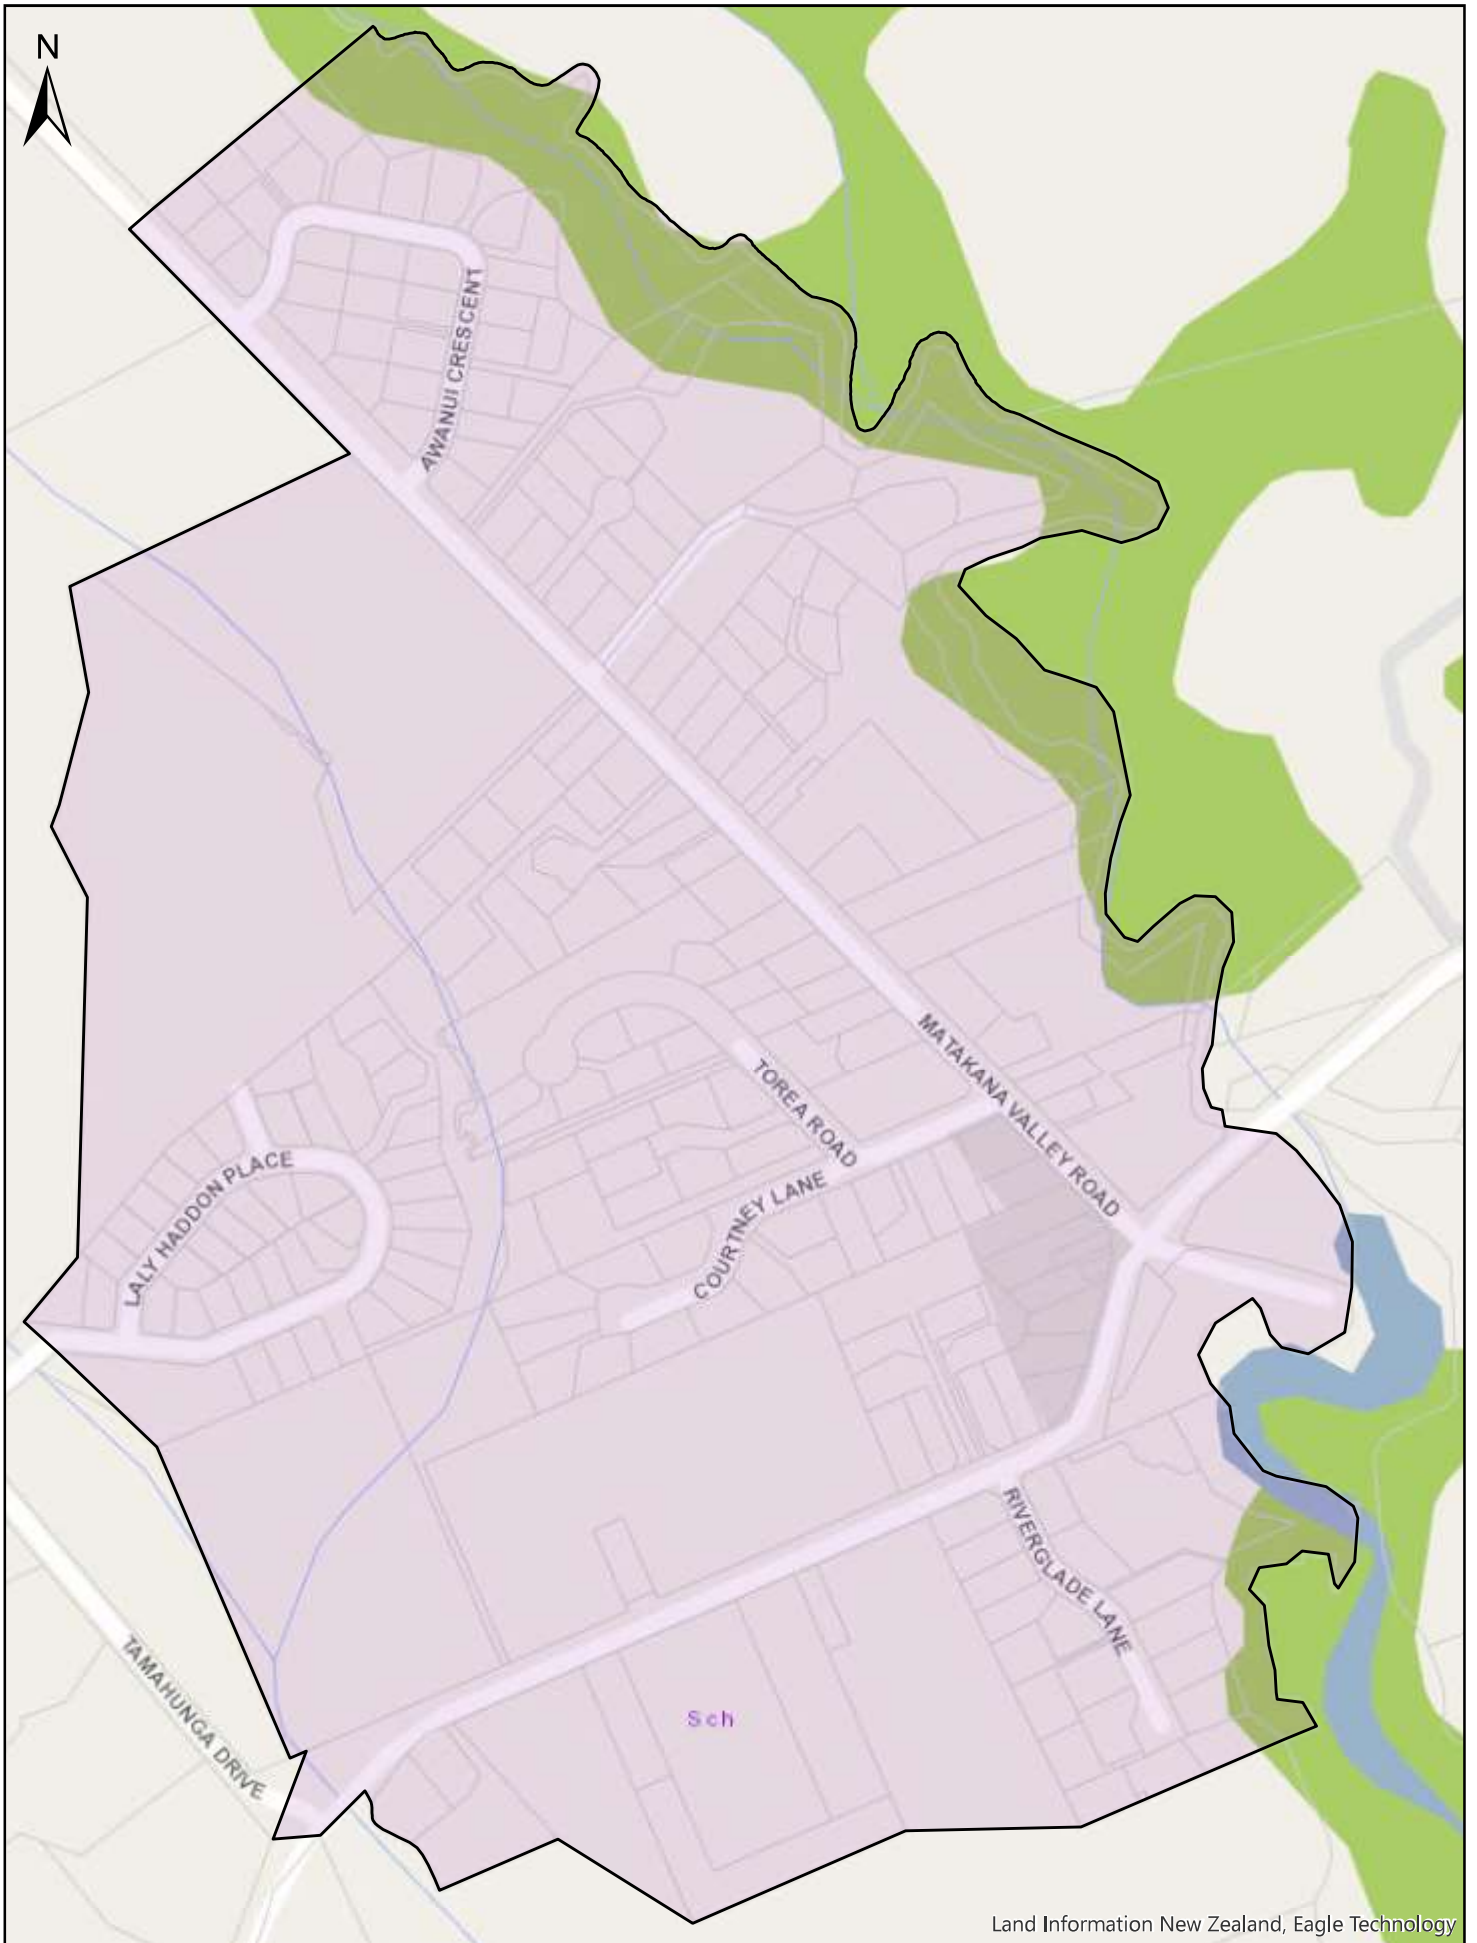 N
AWANUI CRESCENT
MATAKANA VALLEY ROAD
TOREA ROAD
COURTNEY LANE
LALY HADDON PLACE
RIVERGLADE LANE
TAMAHUNGA DRIVE
Sch
Land Information New Zealand, Eagle Technology